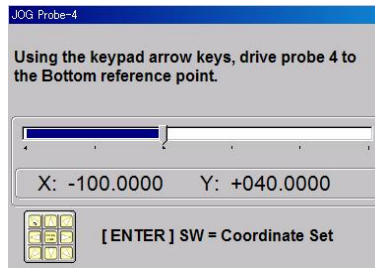 JOG Probe-4
Using the keypad arrow keys, drive probe 4 to
the Bottom reference point.
X: -100.0000 Y: +040.0000
[ ENTER ] SW = Coordinate Set